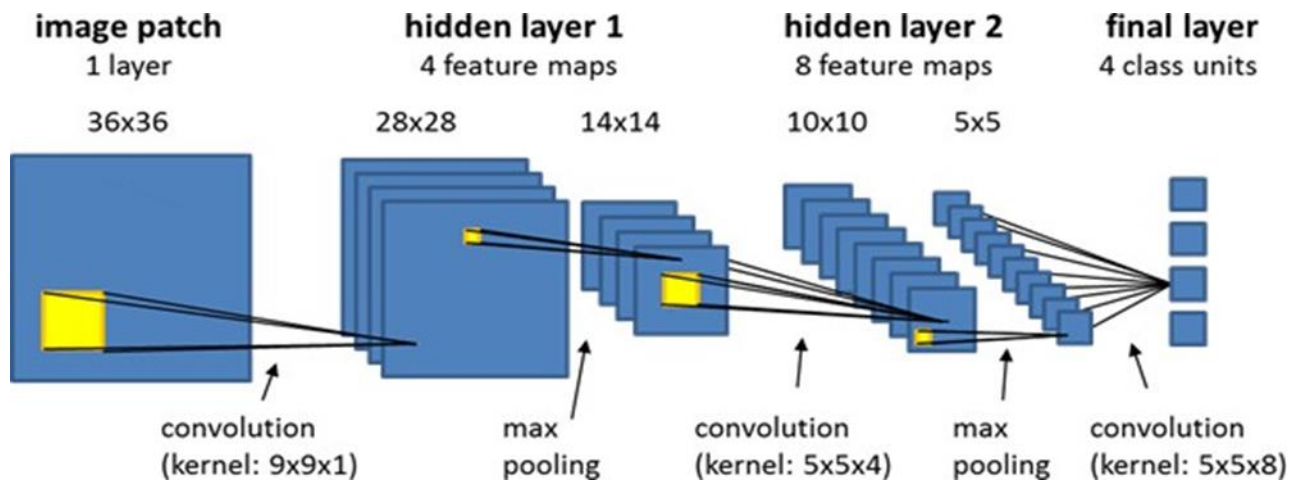 image patch
1 layer
hidden layer 1
4 feature maps
hidden layer 2
8 feature maps
final layer
4 class units
36x36
28x28
14x14
10x10
5x5
convolution
(kernel: 9x9x1)
max
pooling
convolution
(kernel: 5x5x4)
max
pooling
convolution
(kernel: 5x5x8)